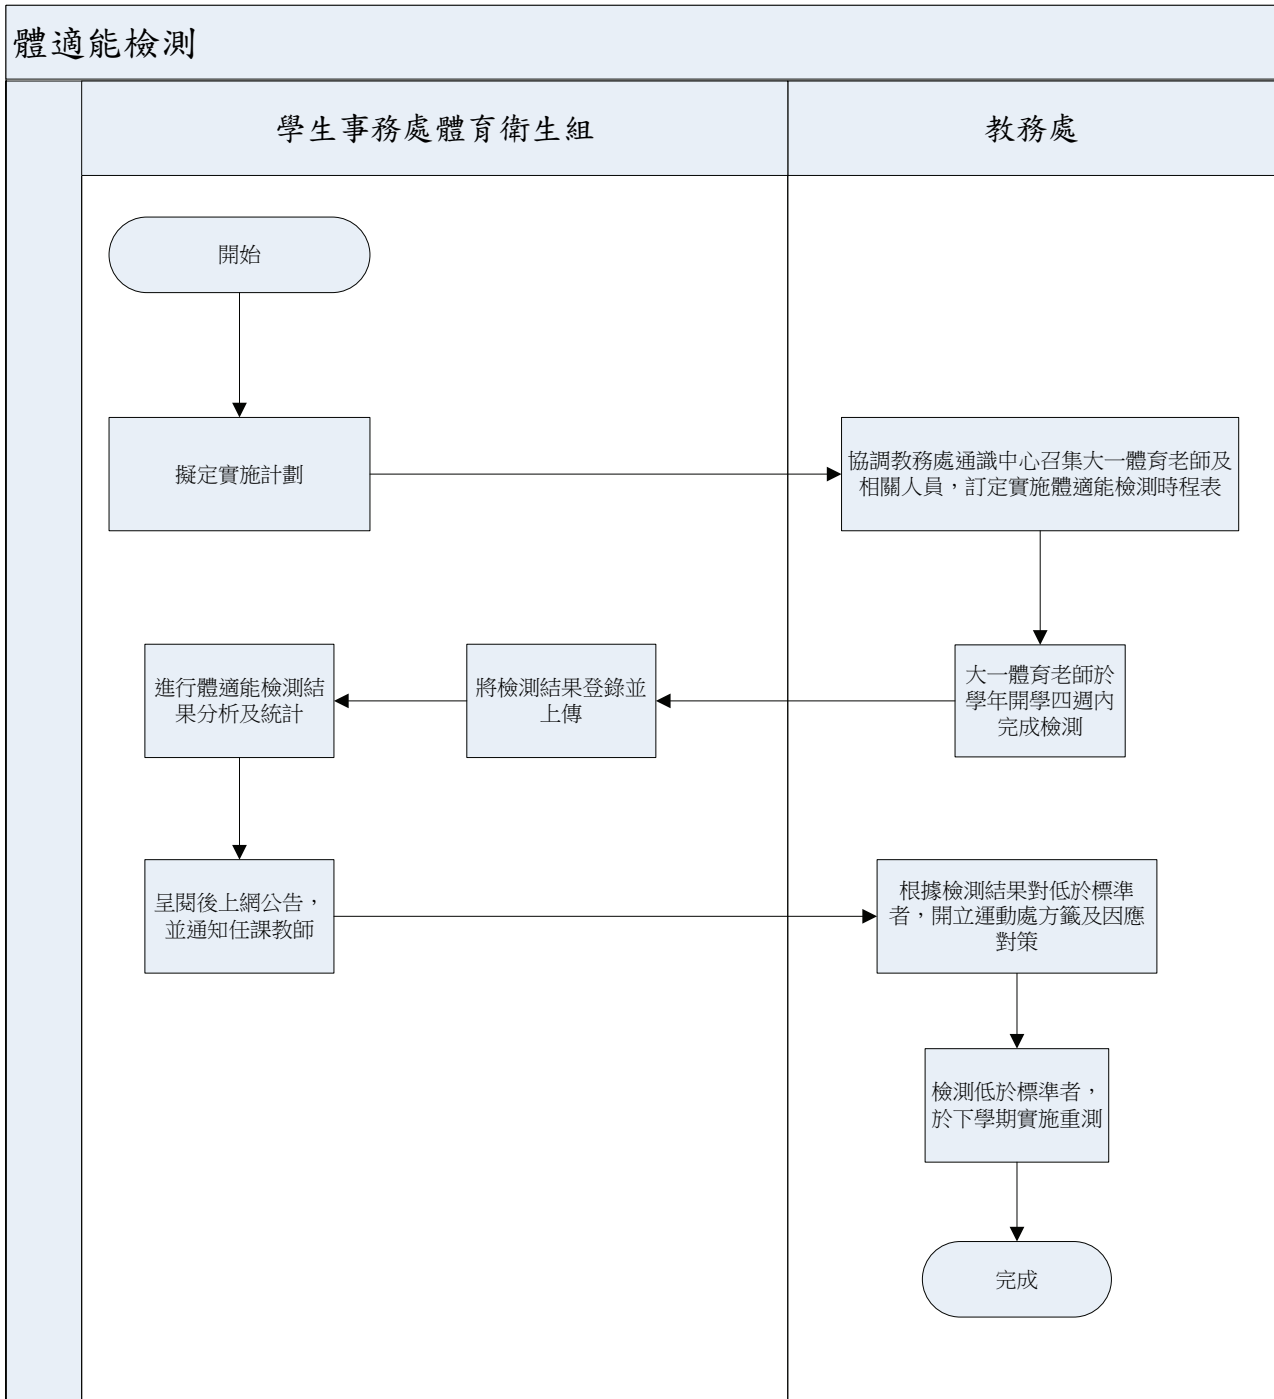 體適能檢測
學生事務處體育衛生組
教務處
開始
擬定實施計劃
協調教務處通識中心召集大一體育老師及
相關人員，訂定實施體適能檢測時程表
大一體育老師於
學年開學四週內
完成檢測
將檢測結果登錄並
上傳
進行體適能檢測結
果分析及統計
呈閱後上網公告，
並通知任課教師
根據檢測結果對低於標準
者，開立運動處方籤及因應
對策
檢測低於標準者，
於下學期實施重測
完成